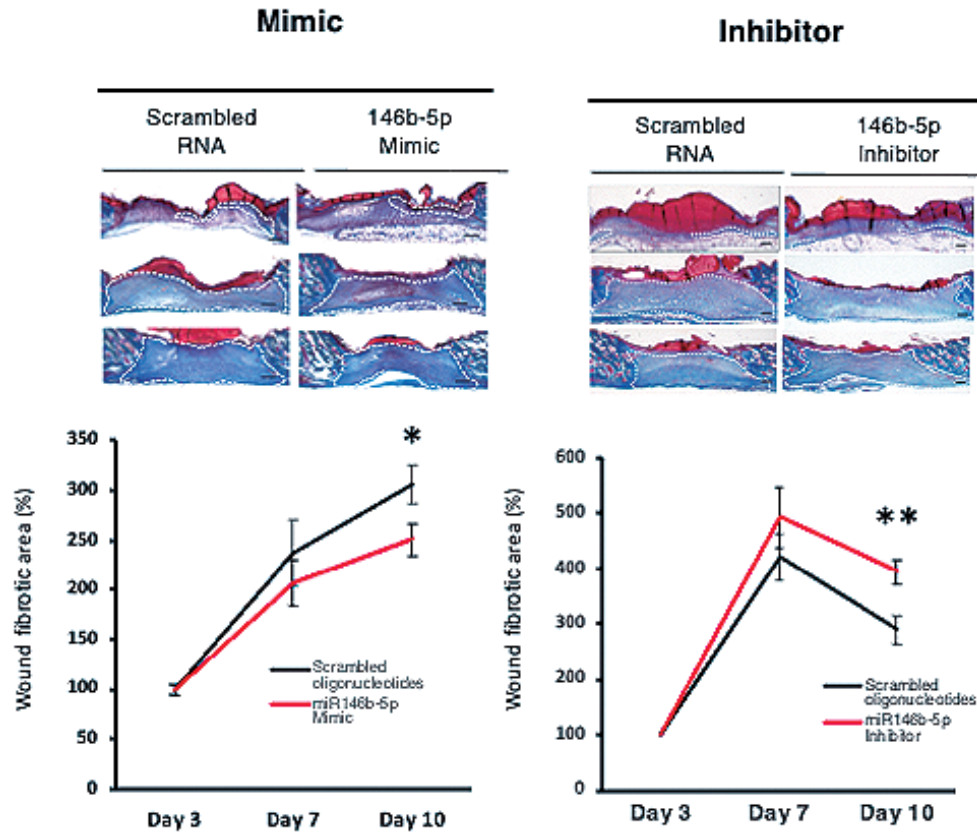 Mimic
Scrambled
RNA
146b-5p
Mimic
350
300
250
200
150
100
50
0
Wound fibrotic area (%)
*
Scrambled
oligonucleotides
miR146b-5p
Mimic
Day 3
Day 7
Day 10
Inhibitor
Scrambled
RNA
146b-5p
Inhibitor
600
500
400
300
200
100
0
Wound fibrotic area (%)
**
Scrambled
oligonucleotides
miR146b-5p
Inhibitor
Day 3
Day 7
Day 10